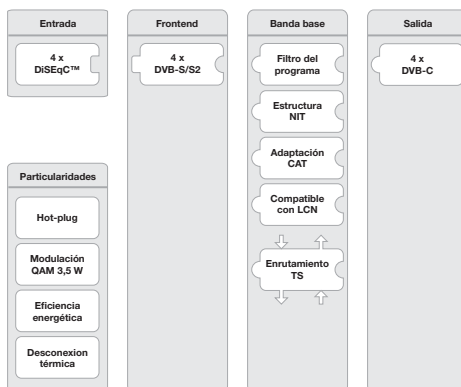 Entrada
4 x
DiSEqC™
Particularidades
Hot-plug
Modulación
QAM 3,5 W
Eficiencia
energética
Desconexion
térmica
Frontend
4 x
DVB-S/S2
Banda base
Filtro del
programa
Estructura
NIT
Adaptación
CAT
Compatible
con LCN
Enrutamiento
TS
Salida
4 x
DVB-C